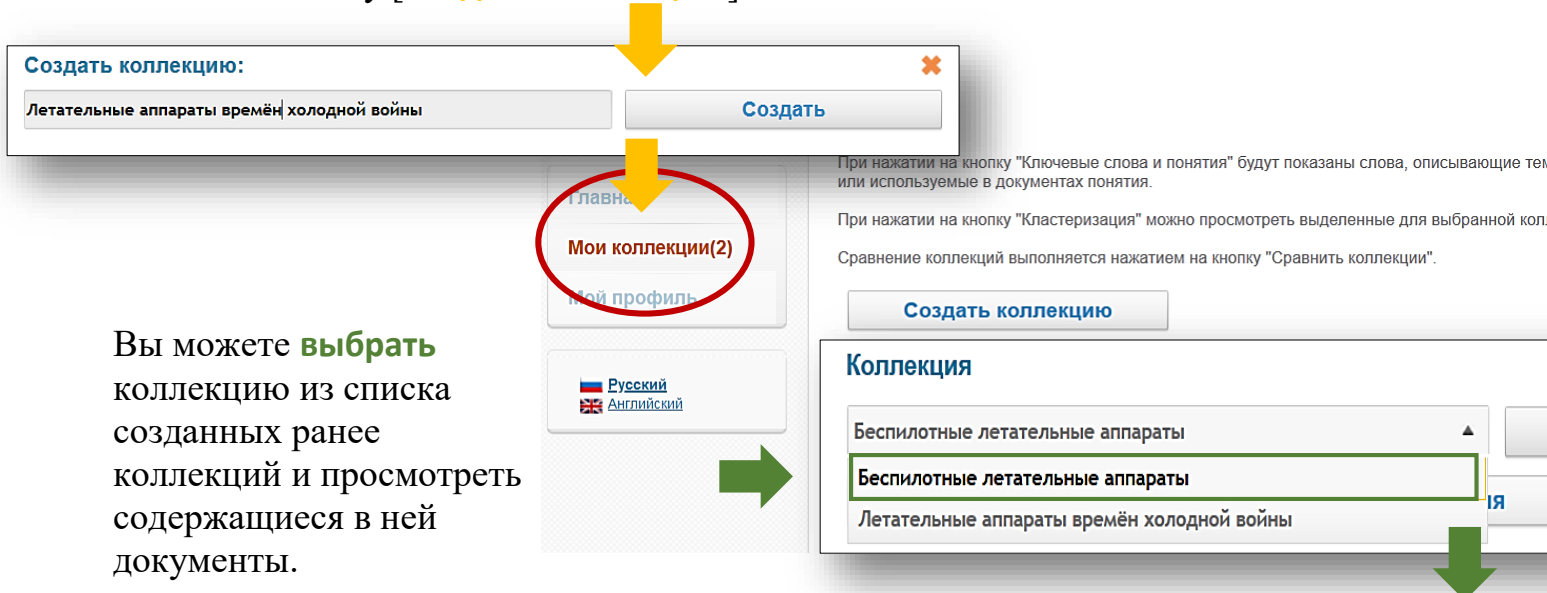 Создать коллекцию:
Летательные аппараты времён холодной войны
Создать
При нажатии на кнопку "Ключевые слова и понятия" будут показаны слова, описывающие
или используемые в документах понятия.
При нажатии на кнопку "Кластеризация" можно просмотреть выделенные для выбранной
Сравнение коллекций выполняется нажатием на кнопку "Сравнить коллекции".
Мои коллекции(2)
Мой профиль
Создать коллекцию
Русский
Английский
Вы можете выбрать
коллекцию из списка
созданных ранее
коллекций и просмотреть
содержащиеся в ней
документы.
Коллекция
Беспилотные летательные аппараты
Беспилотные летательные аппараты
Летательные аппараты времён холодной войны